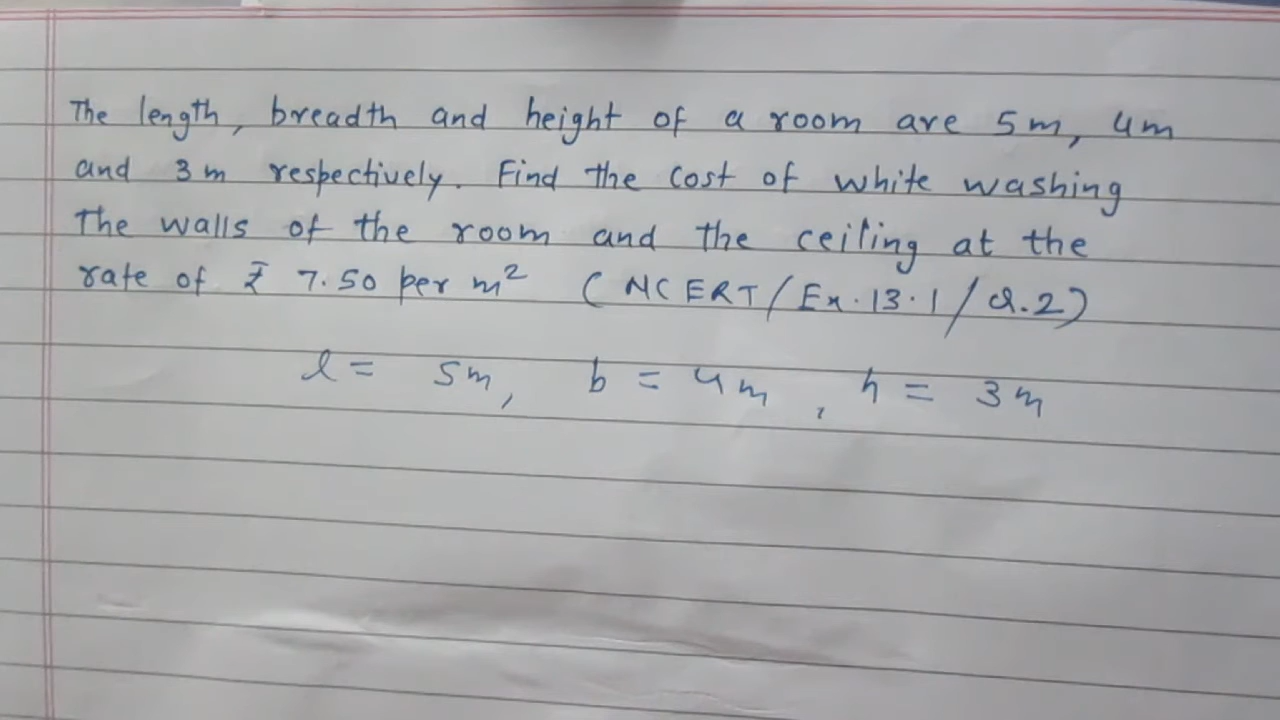 The length, breadth and height of a room are 5m, 4m
and 3m respectively. Find the cost of white washing
The walls of the room and the ceiling at the
rate of ₹ 7.50 per m² (NCERT/Ex.13.1/Q.2)
l = 5m, b = 4m, h = 3m